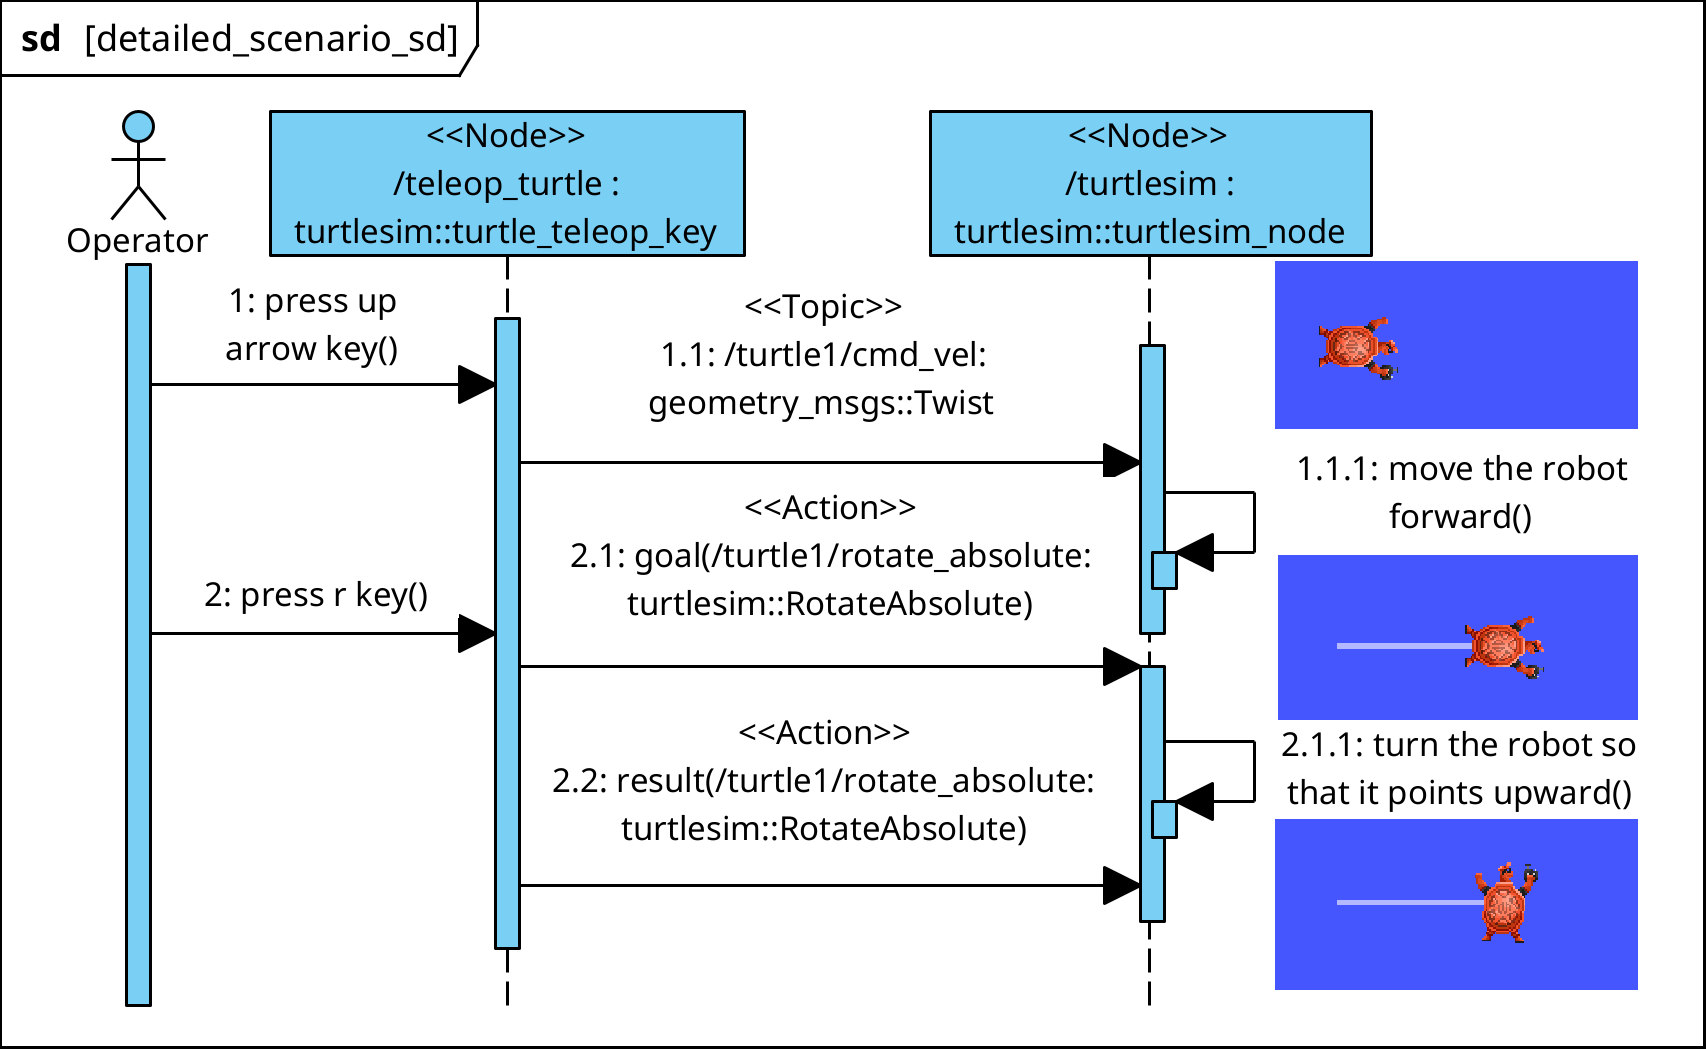 sd [detailed_scenario_sd]
Operator
<<Node>>
/teleop_turtle :
turtlesim::turtle_teleop_key
<<Node>>
/turtlesim :
turtlesim::turtlesim_node
1: press up
arrow key()
<<Topic>>
1.1: /turtle1/cmd_vel:
geometry_msgs::Twist
1.1.1: move the robot
forward()
2: press r key()
<<Action>>
2.1: goal(/turtle1/rotate_absolute:
turtlesim::RotateAbsolute)
2.1.1: turn the robot so
that it points upward()
<<Action>>
2.2: result(/turtle1/rotate_absolute:
turtlesim::RotateAbsolute)